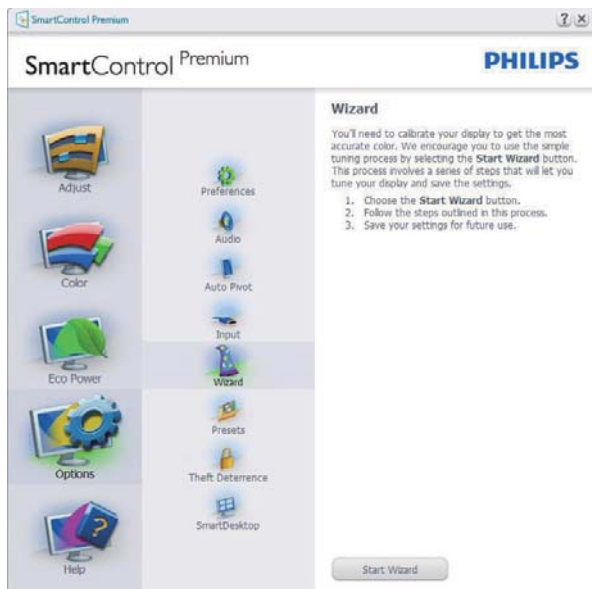 SmartControl Premium
SmartControl Premium
PHILIPS
Adjust
Color
Eco Power
Options
Help
Preferences
Audio
Auto Pivot
Input
Wizard
Presets
Theft Deterrence
SmartDesktop
Wizard
You'll need to calibrate your display to get the most
accurate color. We encourage you to use the simple
tuning process by selecting the Start Wizard button.
This process involves a series of steps that will let you
tune your display and save the settings.
1. Choose the Start Wizard button.
2. Follow the steps outlined in this process.
3. Save your settings for future use.
Start Wizard